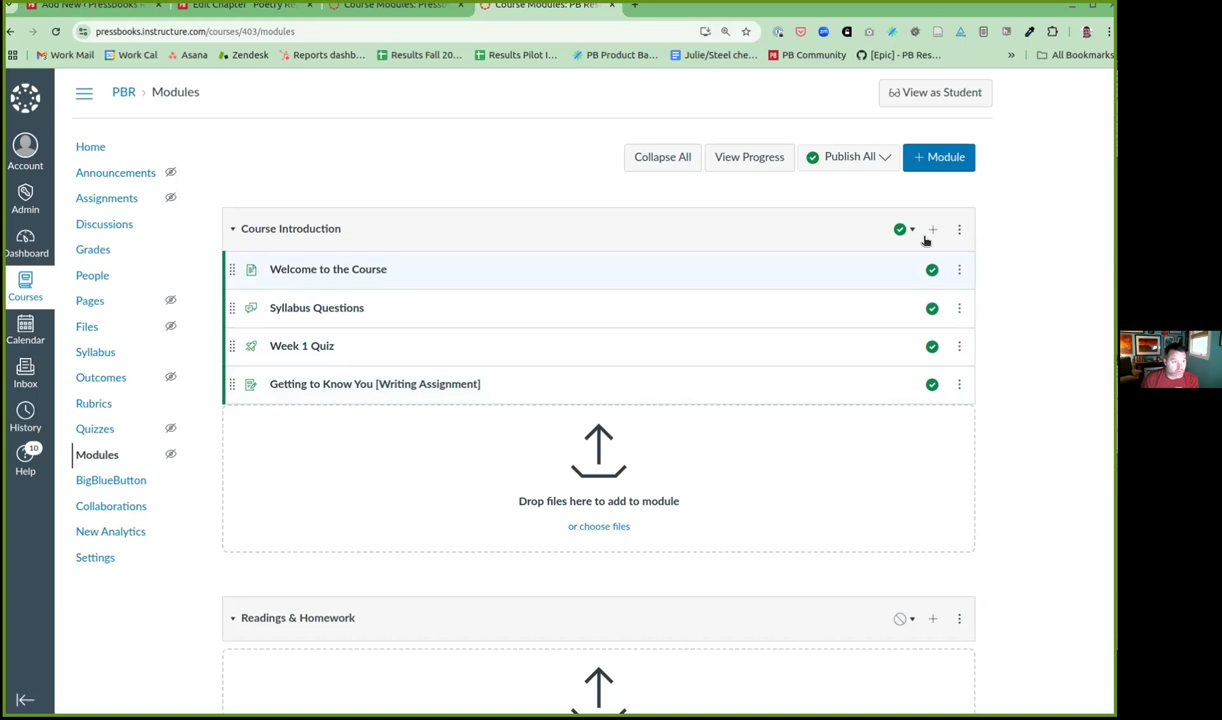 Add New ‹ Pressbooks
Edit Chapter "Poetry
Course Modules: Pressb
Course Modules: PB Res
pressbooks.instructure.com/courses/403/modules
Work Mail
Work Cal
Asana
Zendesk
Reports dashb...
Results Fall 20...
Results Pilot I...
PB Product Ba...
Julie/Steel che...
PB Community
[Epic] - PB Res...
»
All Bookmarks
PBR › Modules
View as Student
Account
Admin
Dashboard
Courses
Calendar
Inbox
History
10
Help
Home
Announcements
Assignments
Discussions
Grades
People
Pages
Files
Syllabus
Outcomes
Rubrics
Quizzes
Modules
BigBlueButton
Collaborations
New Analytics
Settings
Collapse All
View Progress
Publish All
+ Module
Course Introduction
Welcome to the Course
Syllabus Questions
Week 1 Quiz
Getting to Know You [Writing Assignment]
Drop files here to add to module
or choose files
Readings & Homework